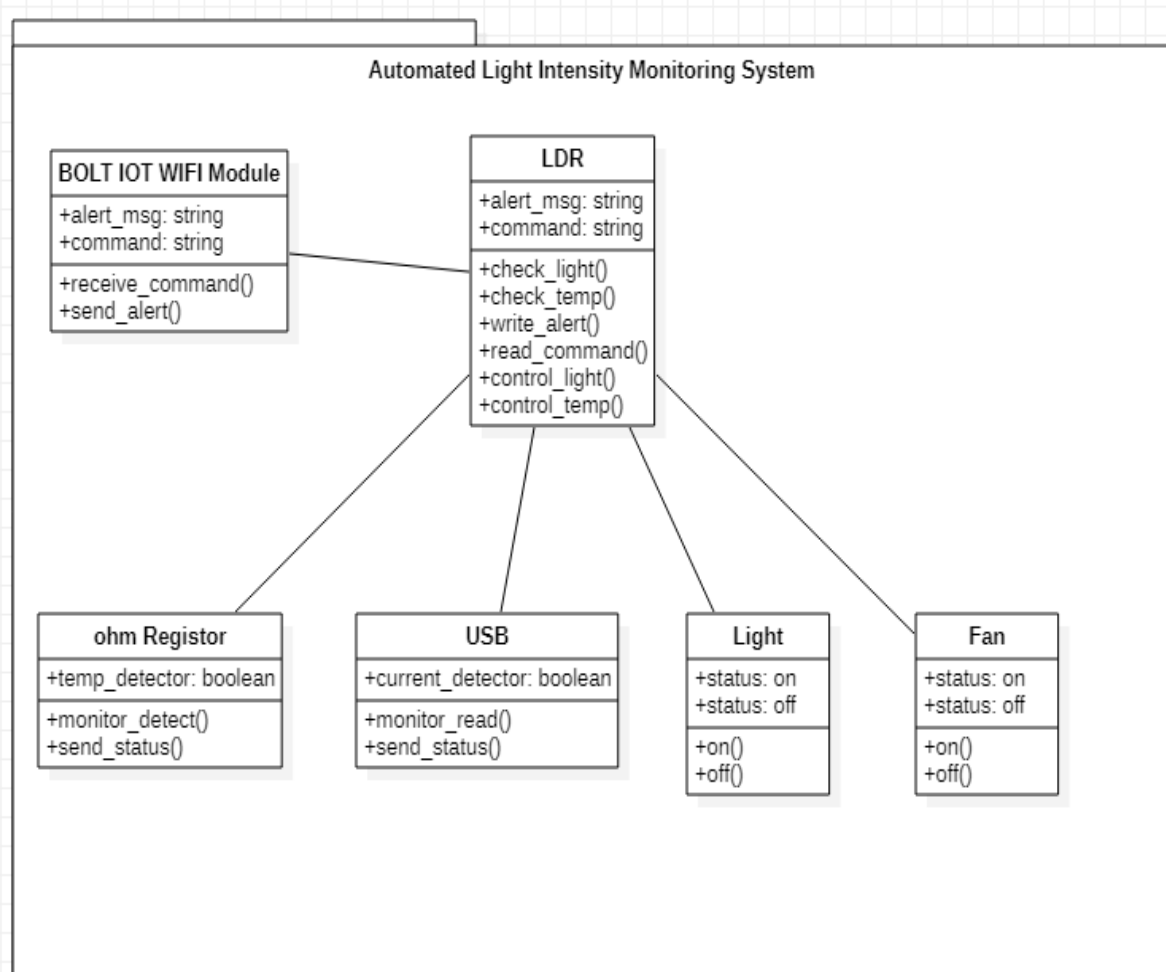 Automated Light Intensity Monitoring System
BOLT IOT WIFI Module
+alert_msg: string
+command: string
+receive_command()
+send_alert()
LDR
+alert_msg: string
+command: string
+check_light()
+check_temp()
+write_alert()
+read_command()
+control_light()
+control_temp()
ohm Registor
+temp_detector: boolean
+monitor_detect()
+send_status()
USB
+current_detector: boolean
+monitor_read()
+send_status()
Light
+status: on
+status: off
+on()
+off()
Fan
+status: on
+status: off
+on()
+off()